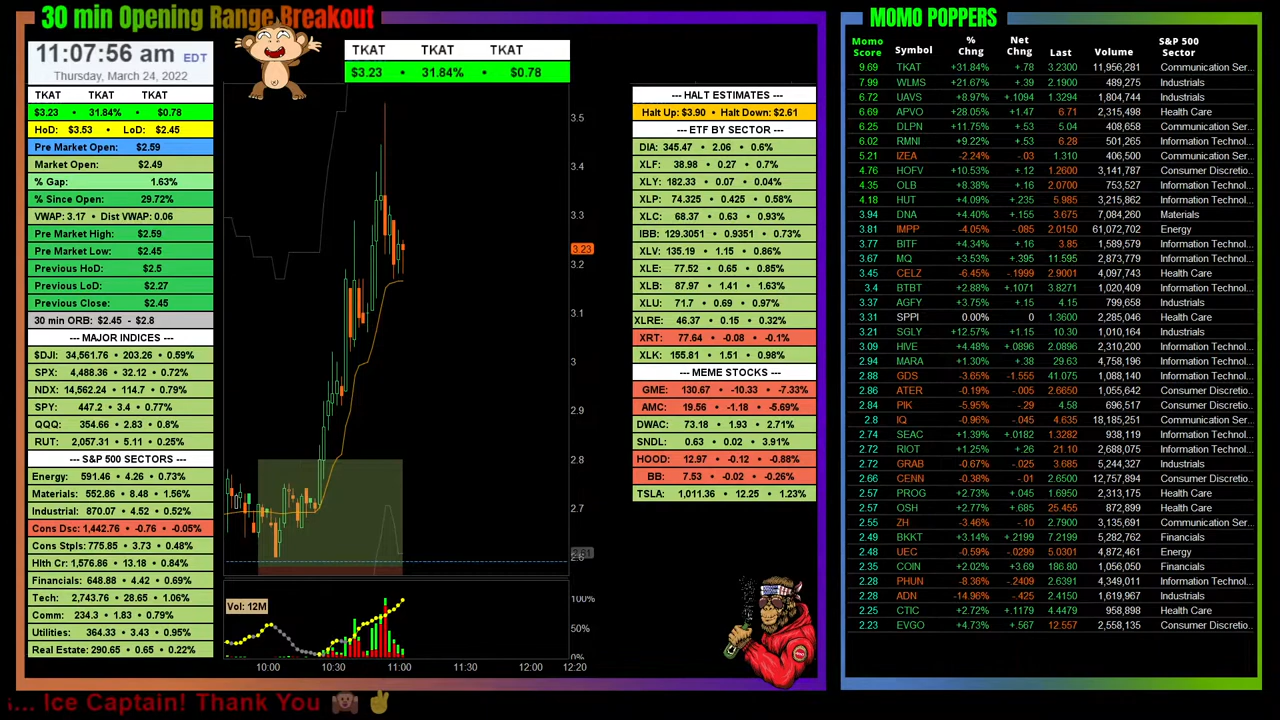 30 min Opening Range Breakout
11:07:56 am EDT
Thursday, March 24, 2022
TKAT TKAT TKAT
$3.23 • 31.84% • $0.78
HoD: $3.53 • LoD: $2.45
Pre Market Open: $2.59
Market Open: $2.49
% Gap: 1.63%
% Since Open: 29.72%
VWAP: 3.17 • Dist VWAP: 0.06
Pre Market High: $2.59
Pre Market Low: $2.45
Previous HoD: $2.5
Previous LoD: $2.27
Previous Close: $2.45
30 min ORB: $2.45 - $2.8
--- MAJOR INDICES ---
$DJI: 34,561.76 • 203.26 • 0.59%
SPX: 4,488.36 • 32.12 • 0.72%
NDX: 14,562.24 • 114.7 • 0.79%
SPY: 447.2 • 3.4 • 0.77%
QQQ: 354.66 • 2.83 • 0.8%
RUT: 2,057.31 • 5.11 • 0.25%
--- S&P 500 SECTORS ---
Energy: 591.46 • 4.26 • 0.73%
Materials: 552.86 • 8.48 • 1.56%
Industrial: 870.07 • 4.52 • 0.52%
Cons Dsc: 1,442.76 • -0.76 • -0.05%
Cons Stpls: 775.85 • 3.73 • 0.48%
Hlth Cr: 1,576.86 • 13.18 • 0.84%
Financials: 648.88 • 4.42 • 0.69%
Tech: 2,743.76 • 28.65 • 1.06%
Comm: 234.3 • 1.83 • 0.79%
Utilities: 364.33 • 3.43 • 0.95%
Real Estate: 290.65 • 0.65 • 0.22%
TKAT TKAT TKAT
$3.23 • 31.84% • $0.78
3.5
3.4
3.3
3.23
3.2
3.1
3
2.9
2.8
2.7
Vol: 12M
100%
50%
0%
10:00 10:30 11:00 11:30 12:00 12:20
--- HALT ESTIMATES ---
Halt Up: $3.90 • Halt Down: $2.61
--- ETF BY SECTOR ---
DIA: 345.47 • 2.06 • 0.6%
XLF: 38.98 • 0.27 • 0.7%
XLY: 182.33 • 0.07 • 0.04%
XLP: 74.325 • 0.425 • 0.58%
XLC: 68.37 • 0.63 • 0.93%
IBB: 129.3051 • 0.9351 • 0.73%
XLV: 135.19 • 1.15 • 0.86%
XLE: 77.52 • 0.65 • 0.85%
XLB: 87.97 • 1.41 • 1.63%
XLU: 71.7 • 0.69 • 0.97%
XLRE: 46.37 • 0.15 • 0.32%
XRT: 77.64 • -0.08 • -0.1%
XLK: 155.81 • 1.51 • 0.98%
--- MEME STOCKS ---
GME: 130.67 • -10.33 • -7.33%
AMC: 19.56 • -1.18 • -5.69%
DWAC: 73.18 • 1.93 • 2.71%
SNDL: 0.63 • 0.02 • 3.91%
HOOD: 12.97 • -0.12 • -0.88%
BB: 7.53 • -0.02 • -0.26%
TSLA: 1,011.36 • 12.25 • 1.23%
MOMO POPPERS
Momo Score Symbol % Chng Net Chng Last Volume S&P 500 Sector
9.69 TKAT +31.84% +.78 3.2300 11,956,281 Communication Ser...
7.99 WLMS +21.67% +.39 2.1900 489,275 Industrials
6.72 UAVS +8.97% +.1094 1.3294 1,804,744 Industrials
6.69 APVO +28.05% +1.47 6.71 2,315,498 Health Care
6.25 DLPN +11.75% +.53 5.04 408,658 Communication Ser...
6.02 RMNI +9.22% +.53 6.28 501,265 Information Technol...
5.21 IZEA -2.24% -.03 1.310 406,500 Communication Ser...
4.76 HOFV +10.53% +.12 1.2600 3,141,787 Consumer Discretio...
4.35 OLB +8.38% +.16 2.0700 753,527 Information Technol...
4.18 HUT +4.09% +.235 5.985 3,215,862 Information Technol...
3.94 DNA +4.40% +.155 3.675 7,084,260 Materials
3.81 IMPP -4.05% -.085 2.0150 61,072,702 Energy
3.77 BITF +4.34% +.16 3.85 1,589,579 Information Technol...
3.67 MQ +3.53% +.395 11.595 2,873,779 Information Technol...
3.45 CELZ -6.45% -.1999 2.9001 4,097,743 Health Care
3.4 BTBT +2.88% +.1071 3.8271 1,020,409 Information Technol...
3.37 AGFY +3.75% +.15 4.15 799,658 Industrials
3.31 SPPI 0.00% 0 1.3600 2,285,046 Health Care
3.21 SGLY +12.57% +1.15 10.30 1,010,164 Industrials
3.09 HIVE +4.48% +.0896 2.0896 2,310,200 Information Technol...
2.94 MARA +1.30% +.38 29.63 4,758,196 Information Technol...
2.88 GDS -3.65% -1.555 41.075 1,088,140 Information Technol...
2.86 ATER -0.19% -.005 2.6650 1,055,642 Consumer Discretio...
2.84 PIK -5.95% -.29 4.58 696,517 Consumer Discretio...
2.8 IQ -0.96% -.045 4.635 18,185,251 Communication Ser...
2.74 SEAC +1.39% +.0182 1.3282 938,119 Information Technol...
2.72 RIOT +1.25% +.26 21.10 2,688,075 Information Technol...
2.72 GRAB -0.67% -.025 3.685 5,244,327 Industrials
2.66 CENN -0.38% -.01 2.6500 12,757,894 Consumer Discretio...
2.57 PROG +2.73% +.045 1.6950 2,313,175 Health Care
2.57 OSH +2.77% +.685 25.455 872,899 Health Care
2.55 ZH -3.46% -.10 2.7900 3,135,691 Communication Ser...
2.49 BKKT +3.14% +.2199 7.2199 5,282,762 Financials
2.48 UEC -0.59% -.0299 5.0301 4,872,461 Energy
2.35 COIN +2.02% +3.69 186.80 1,056,050 Financials
2.28 PHUN -8.36% -.2409 2.6391 4,349,011 Information Technol...
2.28 ADN -14.96% -.425 2.4150 1,619,967 Industrials
2.25 CTIC +2.72% +.1179 4.4479 958,898 Health Care
2.23 EVGO +4.73% +.567 12.557 2,558,135 Consumer Discretio...
s... Ice Captain! Thank You 🙈 ✌